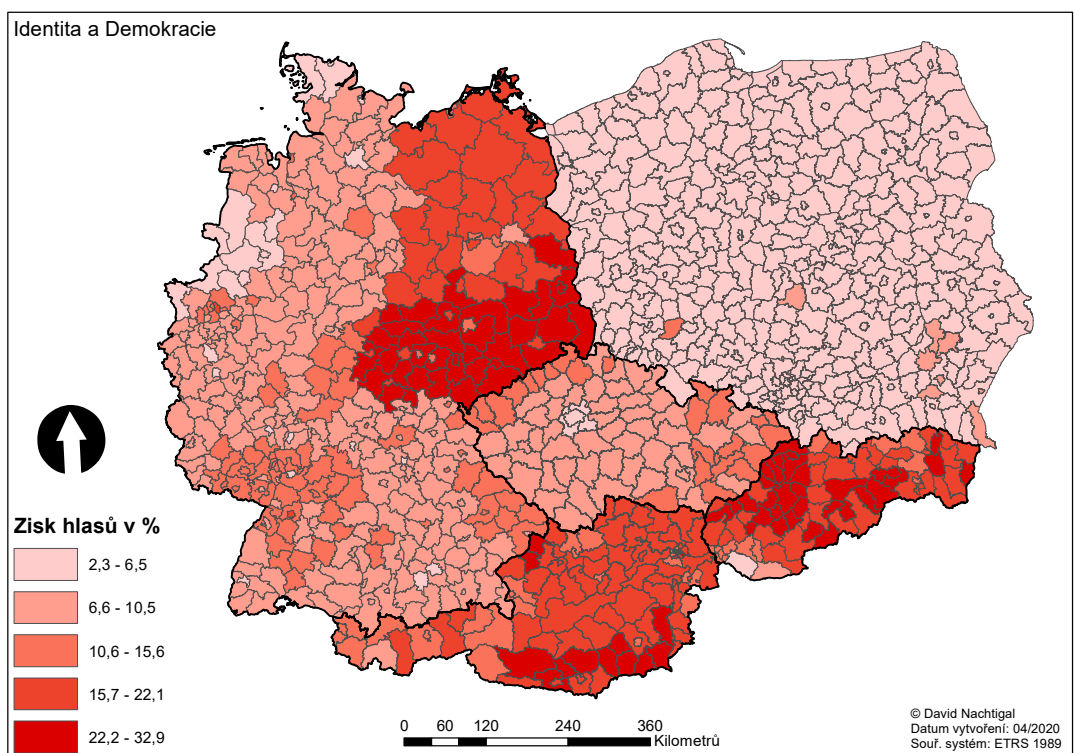 Identita a Demokracie
Zisk hlasů v %
2,3 - 6,5
6,6 - 10,5
10,6 - 15,6
15,7 - 22,1
22,2 - 32,9
0 60 120 240 360
Kilometrů
© David Nachtigal
Datum vytvoření: 04/2020
Souř. systém: ETRS 1989